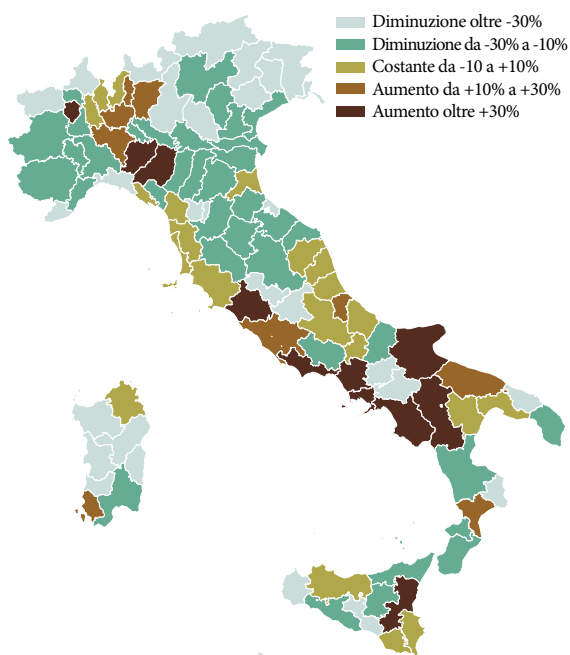 Diminuzione oltre -30%
Diminuzione da -30% a -10%
Costante da -10 a +10%
Aumento da +10% a +30%
Aumento oltre +30%